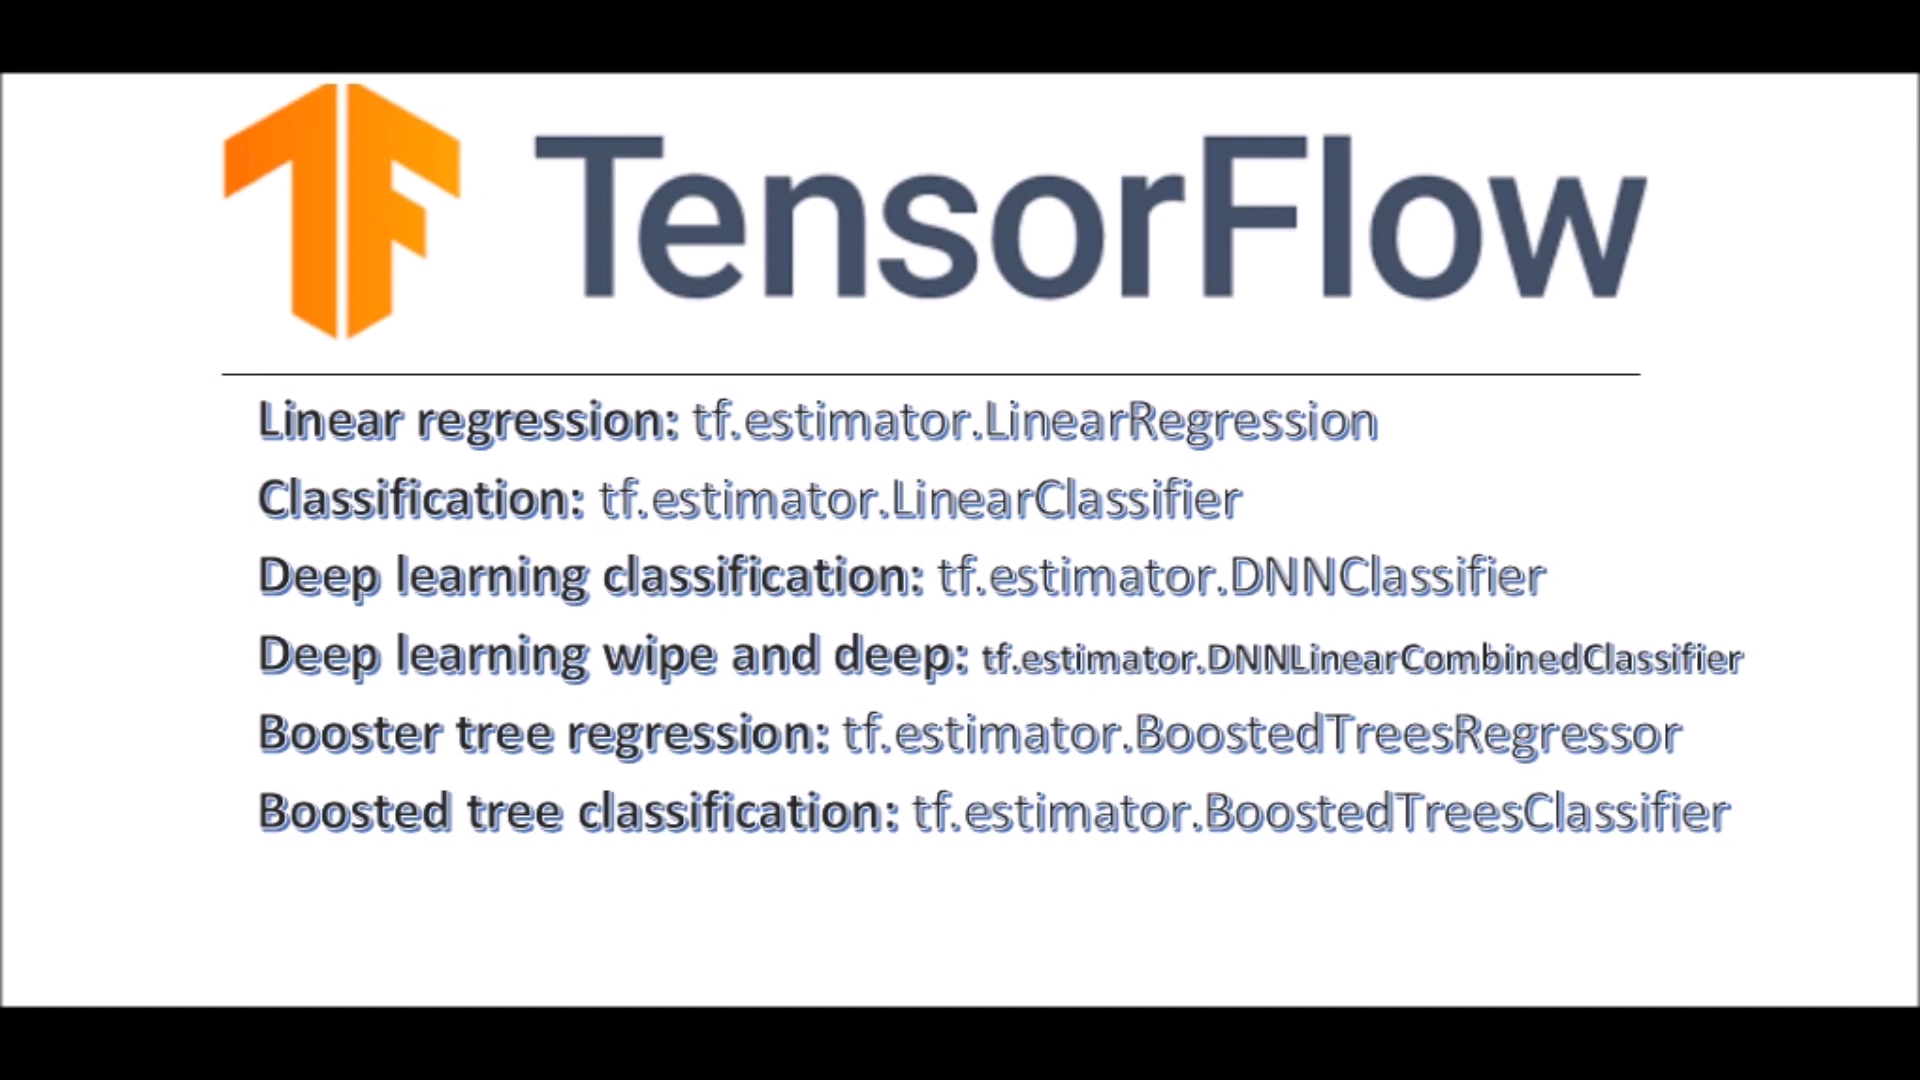 TensorFlow
Linear regression: tf.estimator.LinearRegression
Classification: tf.estimator.LinearClassifier
Deep learning classification: tf.estimator.DNNClassifier
Deep learning wipe and deep: tf.estimator.DNNLinearCombinedClassifier
Booster tree regression: tf.estimator.BoostedTreesRegressor
Boosted tree classification: tf.estimator.BoostedTreesClassifier